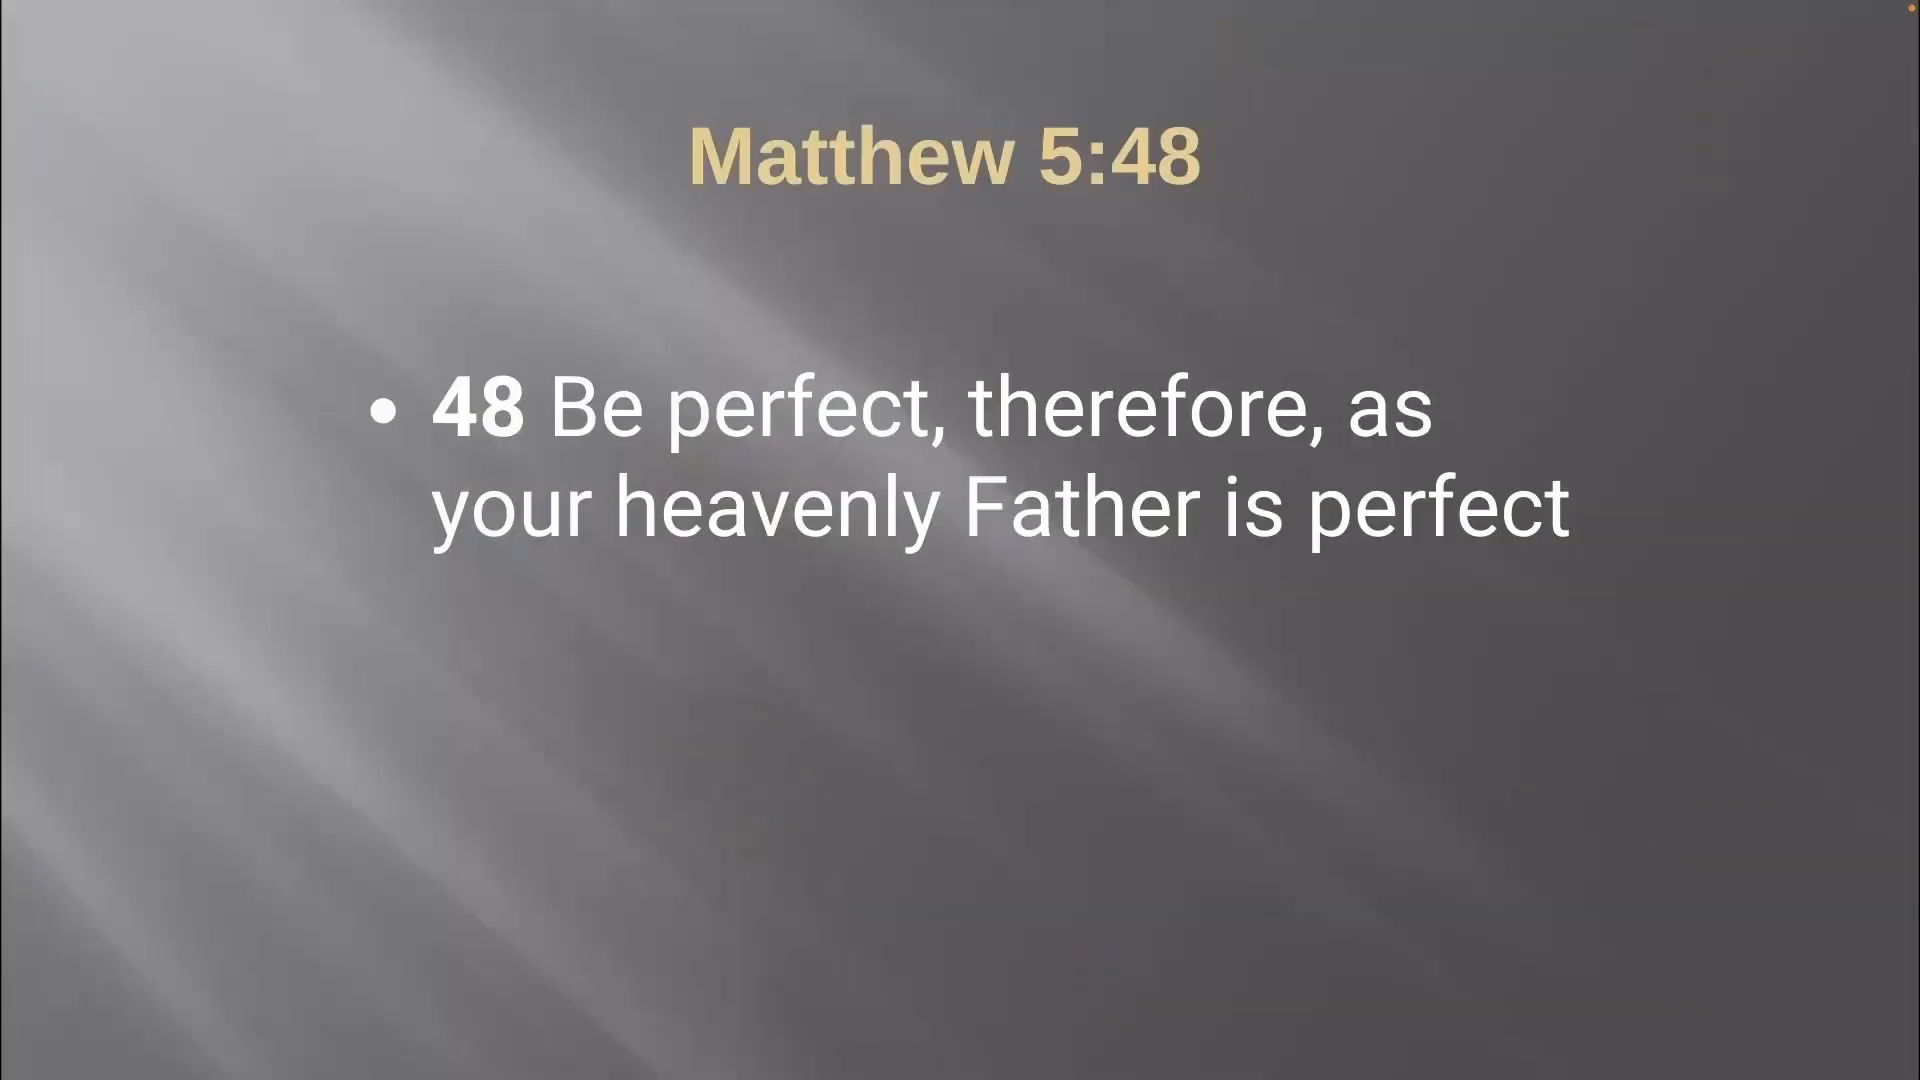 Matthew 5:48
• 48 Be perfect, therefore, as
your heavenly Father is perfect